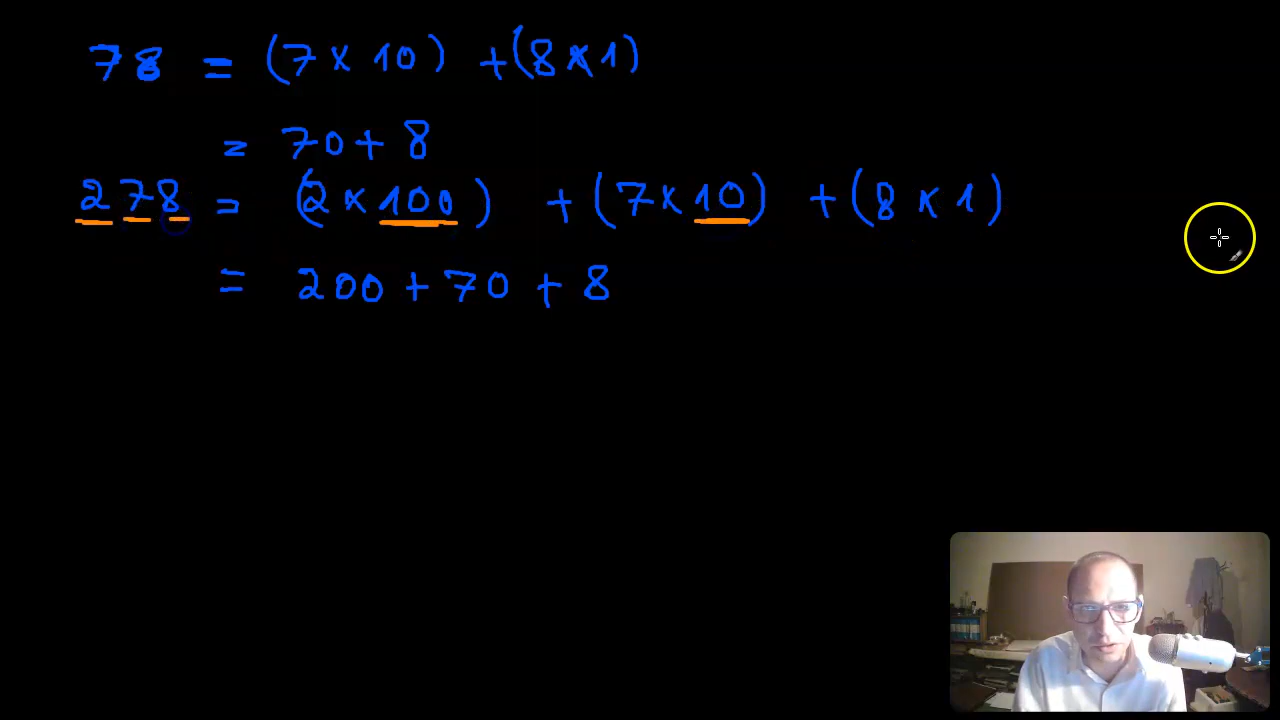 78 = (7 × 10) + (8 × 1)
= 70 + 8
278 = (2 × 100) + (7 × 10) + (8 × 1)
= 200 + 70 + 8